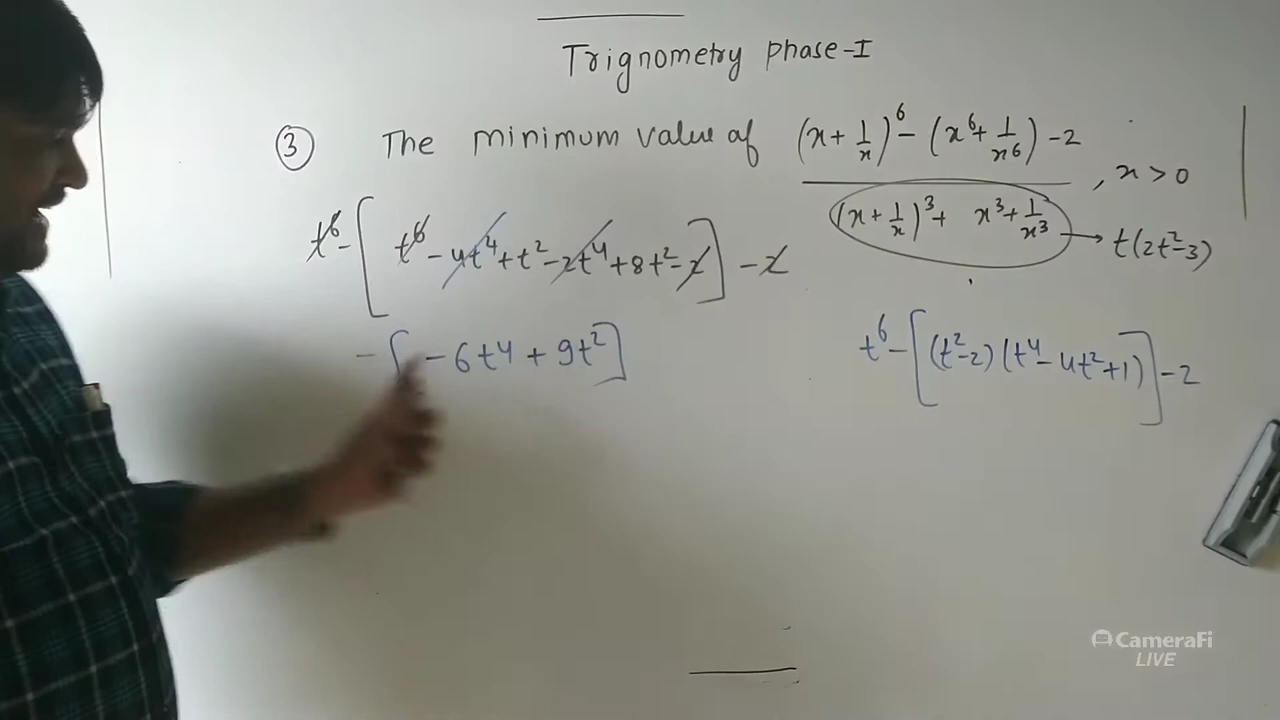 Trignometry phase-I
③ The minimum value of ((x+1/x)^6 - (x^6+1/x^6) - 2) / ((x+1/x)^3 + x^3+1/x^3), x>0
→ t(2t^2-3)
t^6 - [t^6 - 4t^4 + t^2 - 2t^4 + 8t^2 - 2] - 2
- [ - 6t^4 + 9t^2 ]
t^6 - [(t^2-2)(t^4 - 4t^2 + 1)] - 2
CameraFi
LIVE